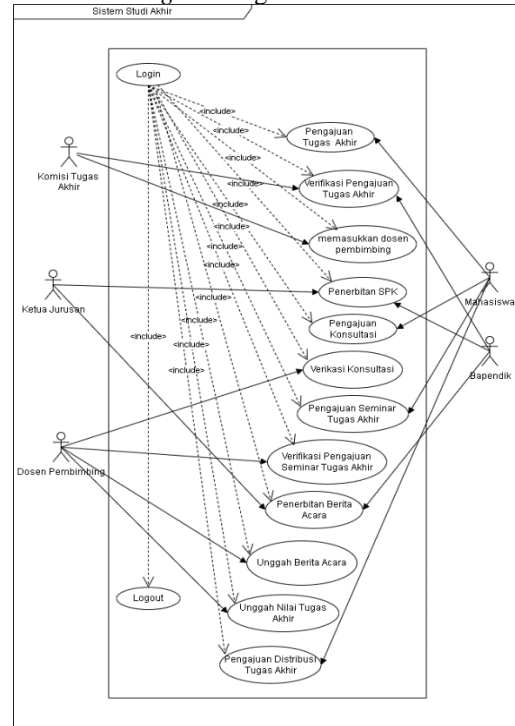 Sistem Studi Akhir
Login
<include>
Pengajuan
Tugas Akhir
<include>
Komisi Tugas
Akhir
<include>
Verifikasi Pengajuan
Tugas Akhir
<include>
<include>
memasukkan dosen
pembimbing
<include>
<include>
Penerbitan SPK
Ketua Jurusan
Mahasiswa
<include>
<include>
<include>
<include>
Pengajuan
Konsultasi
Verikasi Konsultasi
Bapendik
Pengajuan Seminar
Tugas Akhir
Dosen Pembimbing
Verifikasi Pengajuan
Seminar Tugas Akhir
Penerbitan Berita
Acara
Unggah Berita Acara
Logout
Unggah Nilai Tugas
Akhir
Pengajuan Distribusi
Tugas Akhir